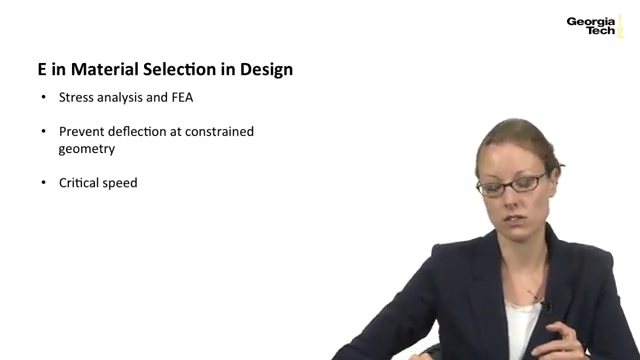 Georgia
Tech
E in Material Selection in Design
• Stress analysis and FEA
• Prevent deflection at constrained
geometry
• Critical speed